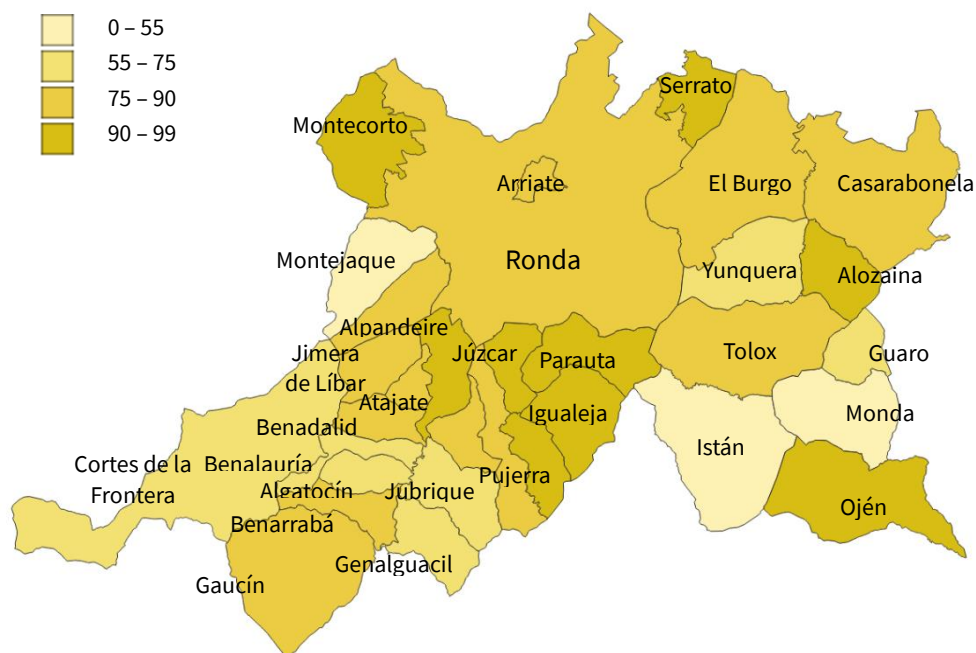 0 – 55
55 – 75
75 – 90
90 – 99
Serrato
Montecorto
Arriate
El Burgo
Casarabonela
Montejaque
Ronda
Yunquera
Alozaina
Alpandeire
Jimera
de Líbar
Júzcar
Parauta
Tolox
Guaro
Atajate
Igualeja
Monda
Benadalid
Istán
Cortes de la
Frontera
Benalauría
Algatocín
Jubrique
Pujerra
Ojén
Benarrabá
Genalguacil
Gaucín